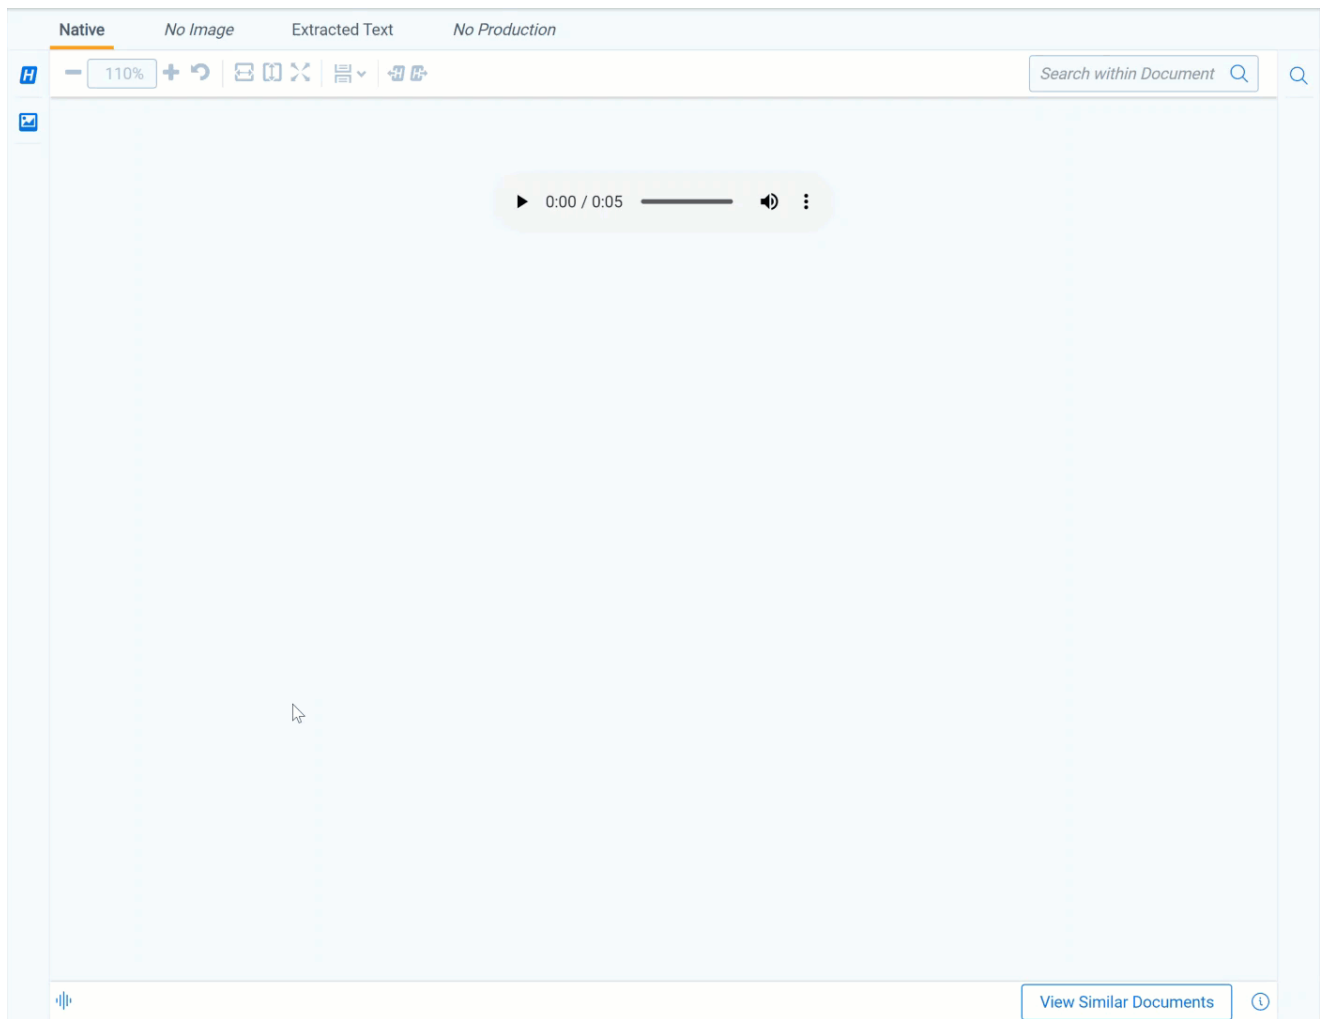 Native No Image Extracted Text No Production
110% Search within Document
0:00 / 0:05
View Similar Documents